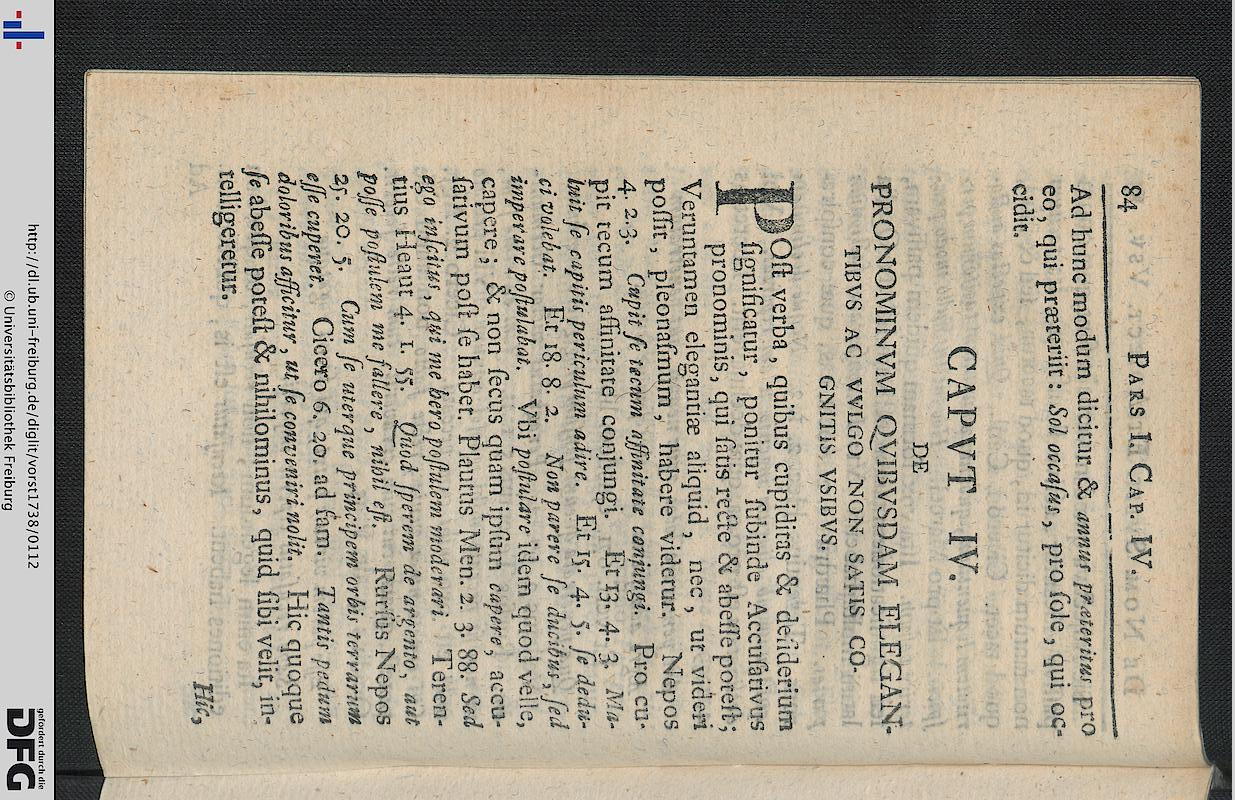 84 PARS I. CAP. IV.
Ad hunc modum dicitur & annus præteritus pro
eo, qui præteriit: Sol occaſus, pro ſole, qui oc-
cidit.
CAPVT IV.
DE
PRONOMINVM QVIBVSDAM ELEGAN-
TIBVS AC VVLGO NON SATIS CO-
GNITIS VSIBVS.
POſt verba, quibus cupiditas & deſiderium
ſignificatur, ponitur ſubinde Accuſativus
pronominis, qui ſatis recte & abeſſe poteſt;
Veruntamen elegantiæ aliquid, nec, ut videri
poſſit, pleonaſmum, habere videtur. Nepos
4. 2. 3. Cupit ſe tecum affinitate conjungi. Pro, cu-
pit tecum affinitate conjungi. Et 13. 4. 3. Ma-
luit ſe capitis periculum adire. Et 15. 4. 5. ſe dedu-
ci volebat. Et 18. 8. 2. Non parere ſe ducibus, ſed
imperare poſtulabat. Vbi poſtulare idem quod velle,
capere; & non ſecus quam ipſum capere, accu-
ſativum poſt ſe habet. Plautus Men. 2. 3. 88. Sed
ego inſcitus, qui me hero poſtulem moderari. Teren-
tius Heaut 4. 1. 55. Quod ſperem de argento, aut
poſſe poſtulem me fallere, nihil eſt. Rurſus Nepos
25. 20. 5. Cum ſe uterque principem orbis terrarum
eſſe cuperet. Cicero 6. 20. ad fam. Tantis pedum
doloribus afficitur, ut ſe conveniri nolit. Hic quoque
ſe abeſſe poteſt & nihilominus, quid ſibi velit, in-
telligeretur.
Hic,
http://dl.ub.uni-freiburg.de/diglit/vorst1738/0112
© Universitätsbibliothek Freiburg
gefördert durch die
DFG